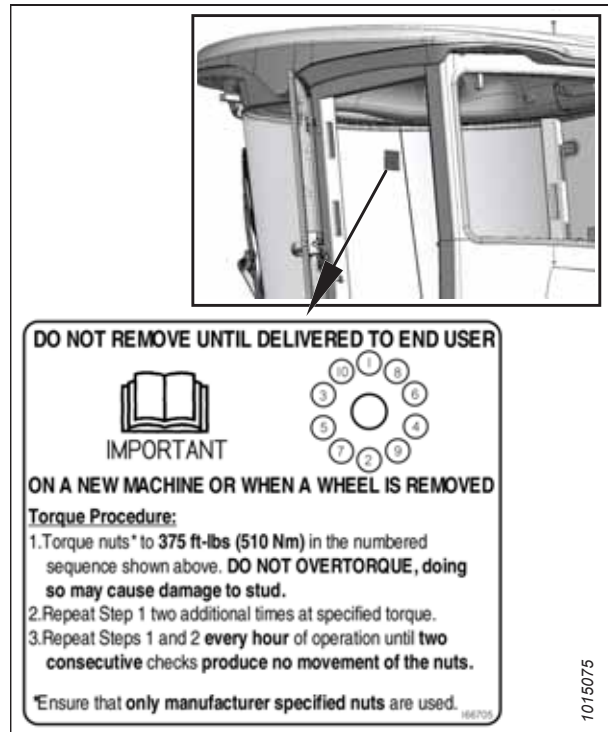 DO NOT REMOVE UNTIL DELIVERED TO END USER
10 1 8
3 6
5 4
7 2 9
IMPORTANT
ON A NEW MACHINE OR WHEN A WHEEL IS REMOVED
Torque Procedure:
1.Torque nuts* to 375 ft-lbs (510 Nm) in the numbered
sequence shown above. DO NOT OVERTORQUE, doing
so may cause damage to stud.
2.Repeat Step 1 two additional times at specified torque.
3.Repeat Steps 1 and 2 every hour of operation until two
consecutive checks produce no movement of the nuts.
*Ensure that only manufacturer specified nuts are used.
166705
1015075